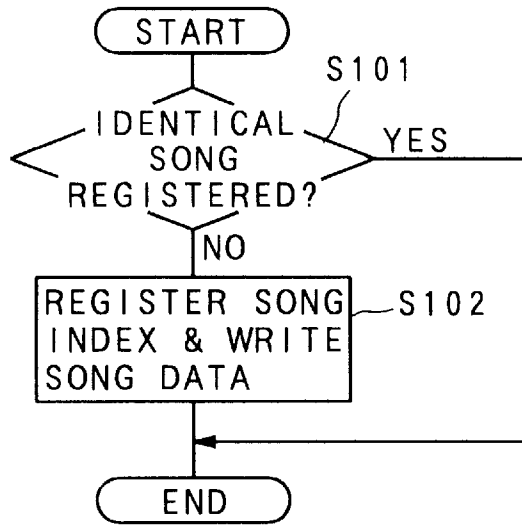 START
S101
IDENTICAL
SONG
REGISTERED?
YES
NO
REGISTER SONG
INDEX & WRITE
SONG DATA
S102
END